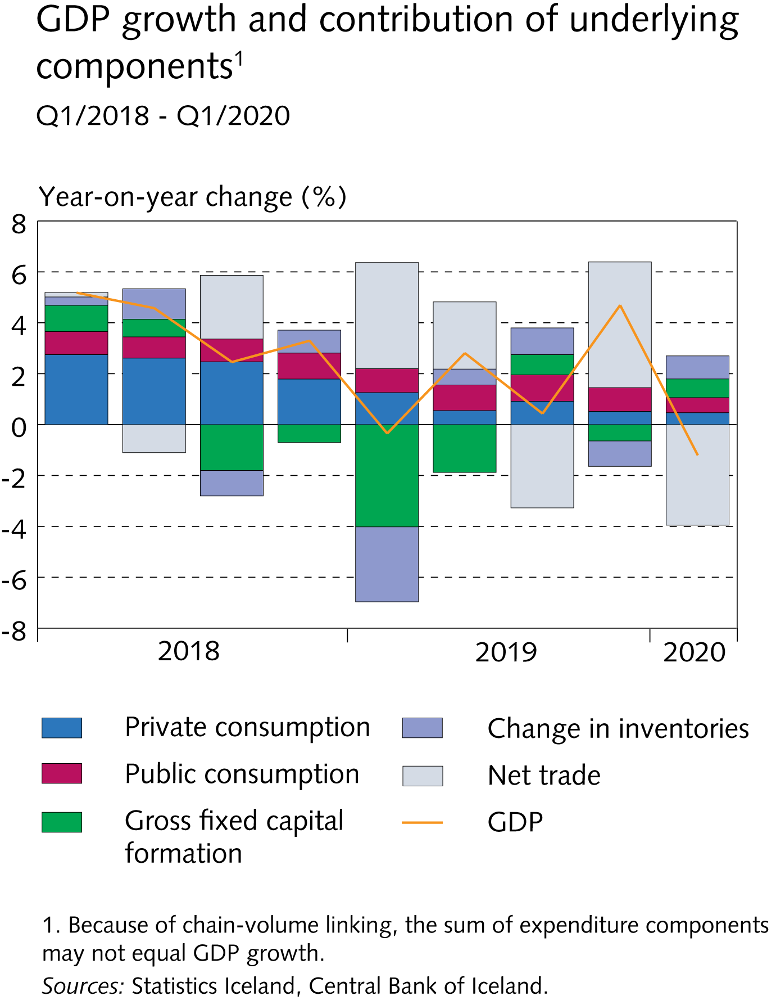 GDP growth and contribution of underlying
components¹
Q1/2018 - Q1/2020
Year-on-year change (%)
8
6
4
2
0
-2
-4
-6
-8
2018 2019 2020
Private consumption
Public consumption
Gross fixed capital
formation
Change in inventories
Net trade
GDP
1. Because of chain-volume linking, the sum of expenditure components
may not equal GDP growth.
Sources: Statistics Iceland, Central Bank of Iceland.